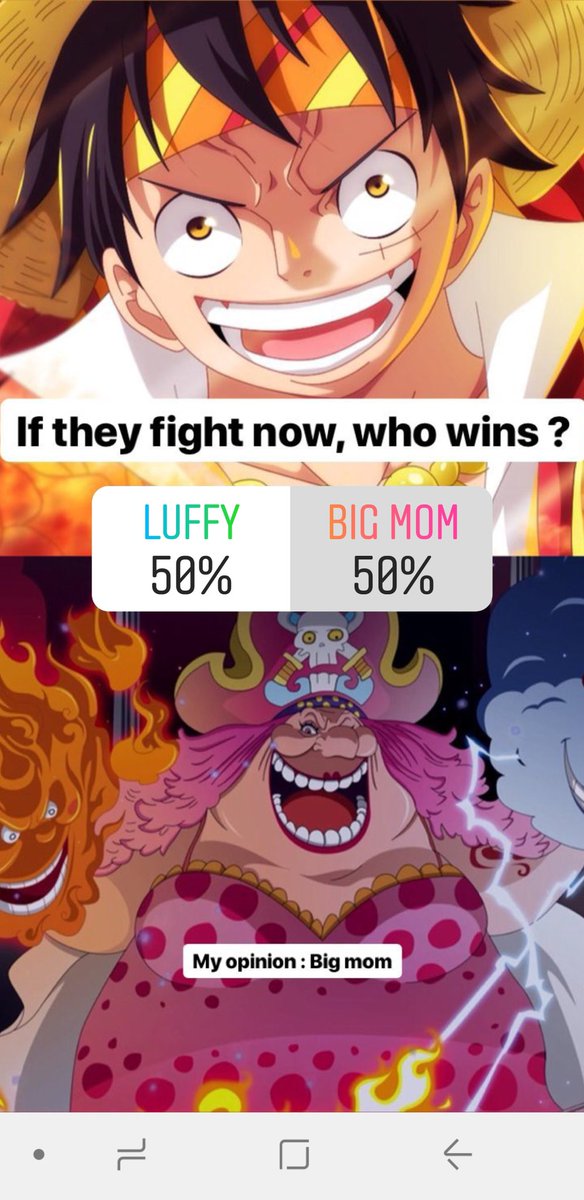 If they fight now, who wins ?
LUFFY
50%
BIG MOM
50%
My opinion : Big mom